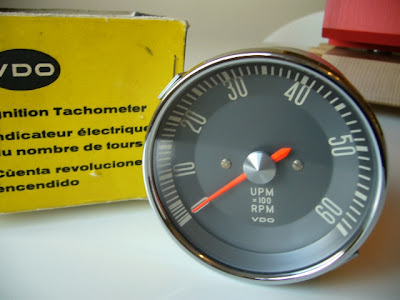 VDO
gnition Tachometer
ndicateur électrique
u nombre de tours
Cuenta revolucione
encendido
10
20
30
40
50
60
UPM
×100
RPM
VDO